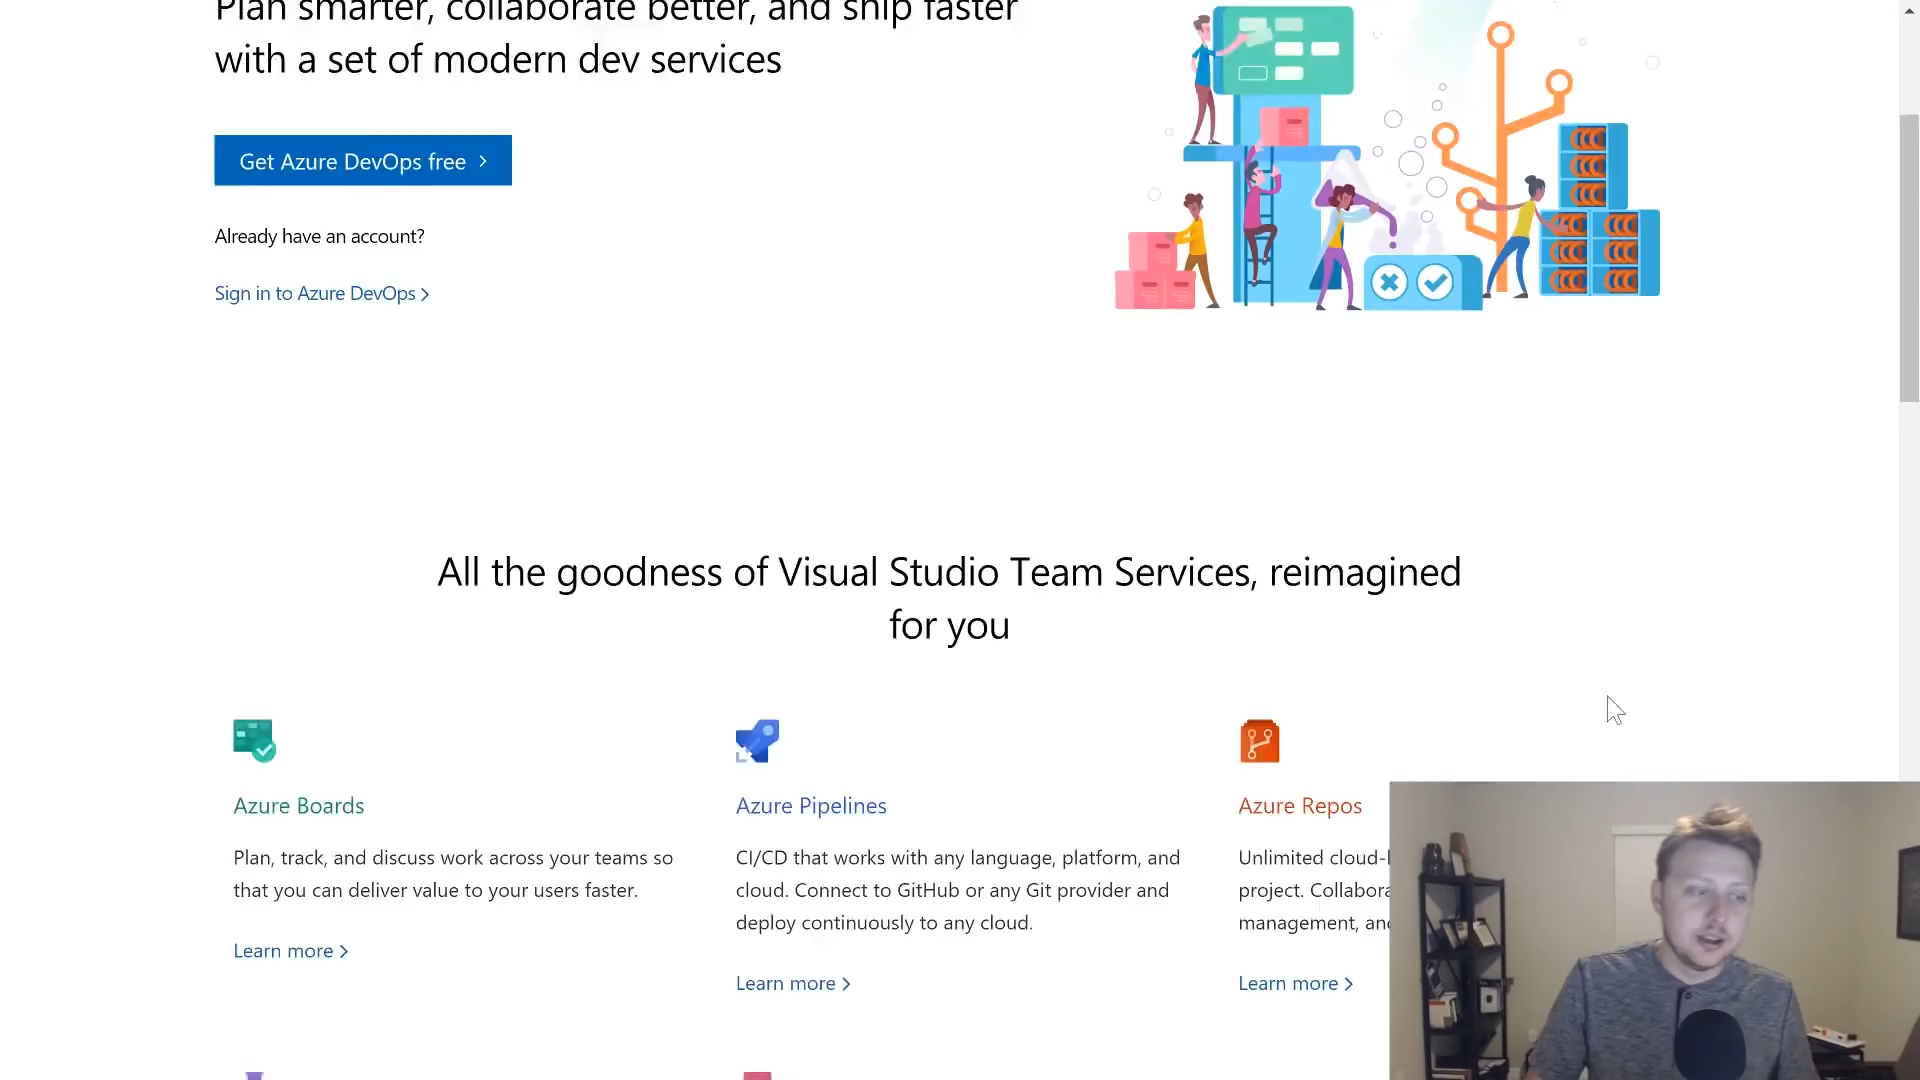 Plan smarter, collaborate better, and ship faster
with a set of modern dev services
Get Azure DevOps free
Already have an account?
Sign in to Azure DevOps
All the goodness of Visual Studio Team Services, reimagined
for you
Azure Boards
Plan, track, and discuss work across your teams so
that you can deliver value to your users faster.
Learn more
Azure Pipelines
CI/CD that works with any language, platform, and
cloud. Connect to GitHub or any Git provider and
deploy continuously to any cloud.
Learn more
Azure Repos
Unlimited
project.
management,
Learn more